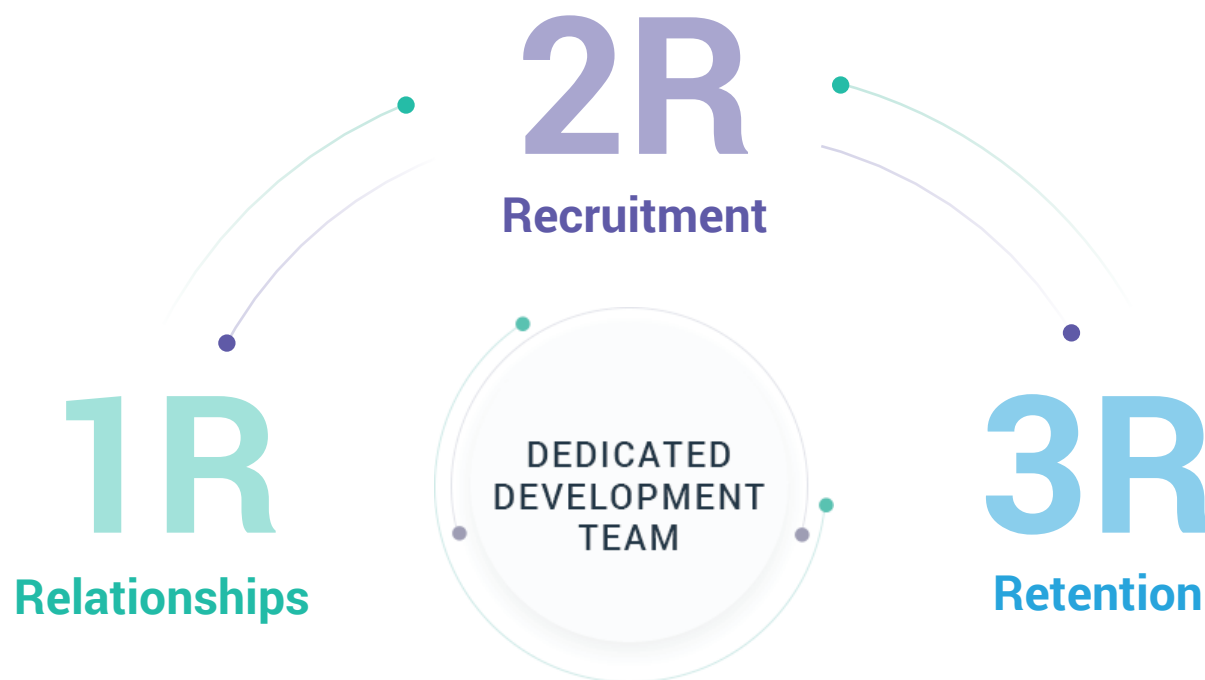 2R
Recruitment
1R
Relationships
DEDICATED
DEVELOPMENT
TEAM
3R
Retention